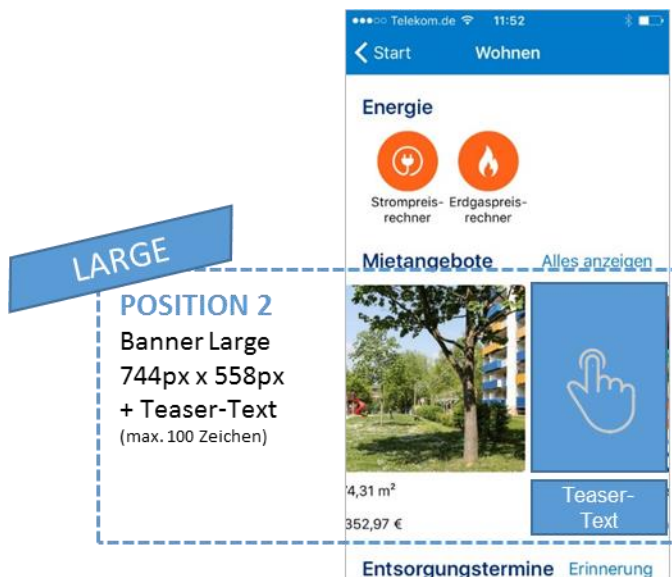 Telekom.de 11:52
Start Wohnen
Energie
Strompreis- Erdgaspreis-
rechner rechner
LARGE
Mietangebote Alles anzeigen
POSITION 2
Banner Large
744px x 558px
+ Teaser-Text
(max. 100 Zeichen)
4,31 m²
352,97 €
Teaser-
Text
Entsorgungstermine Erinnerung